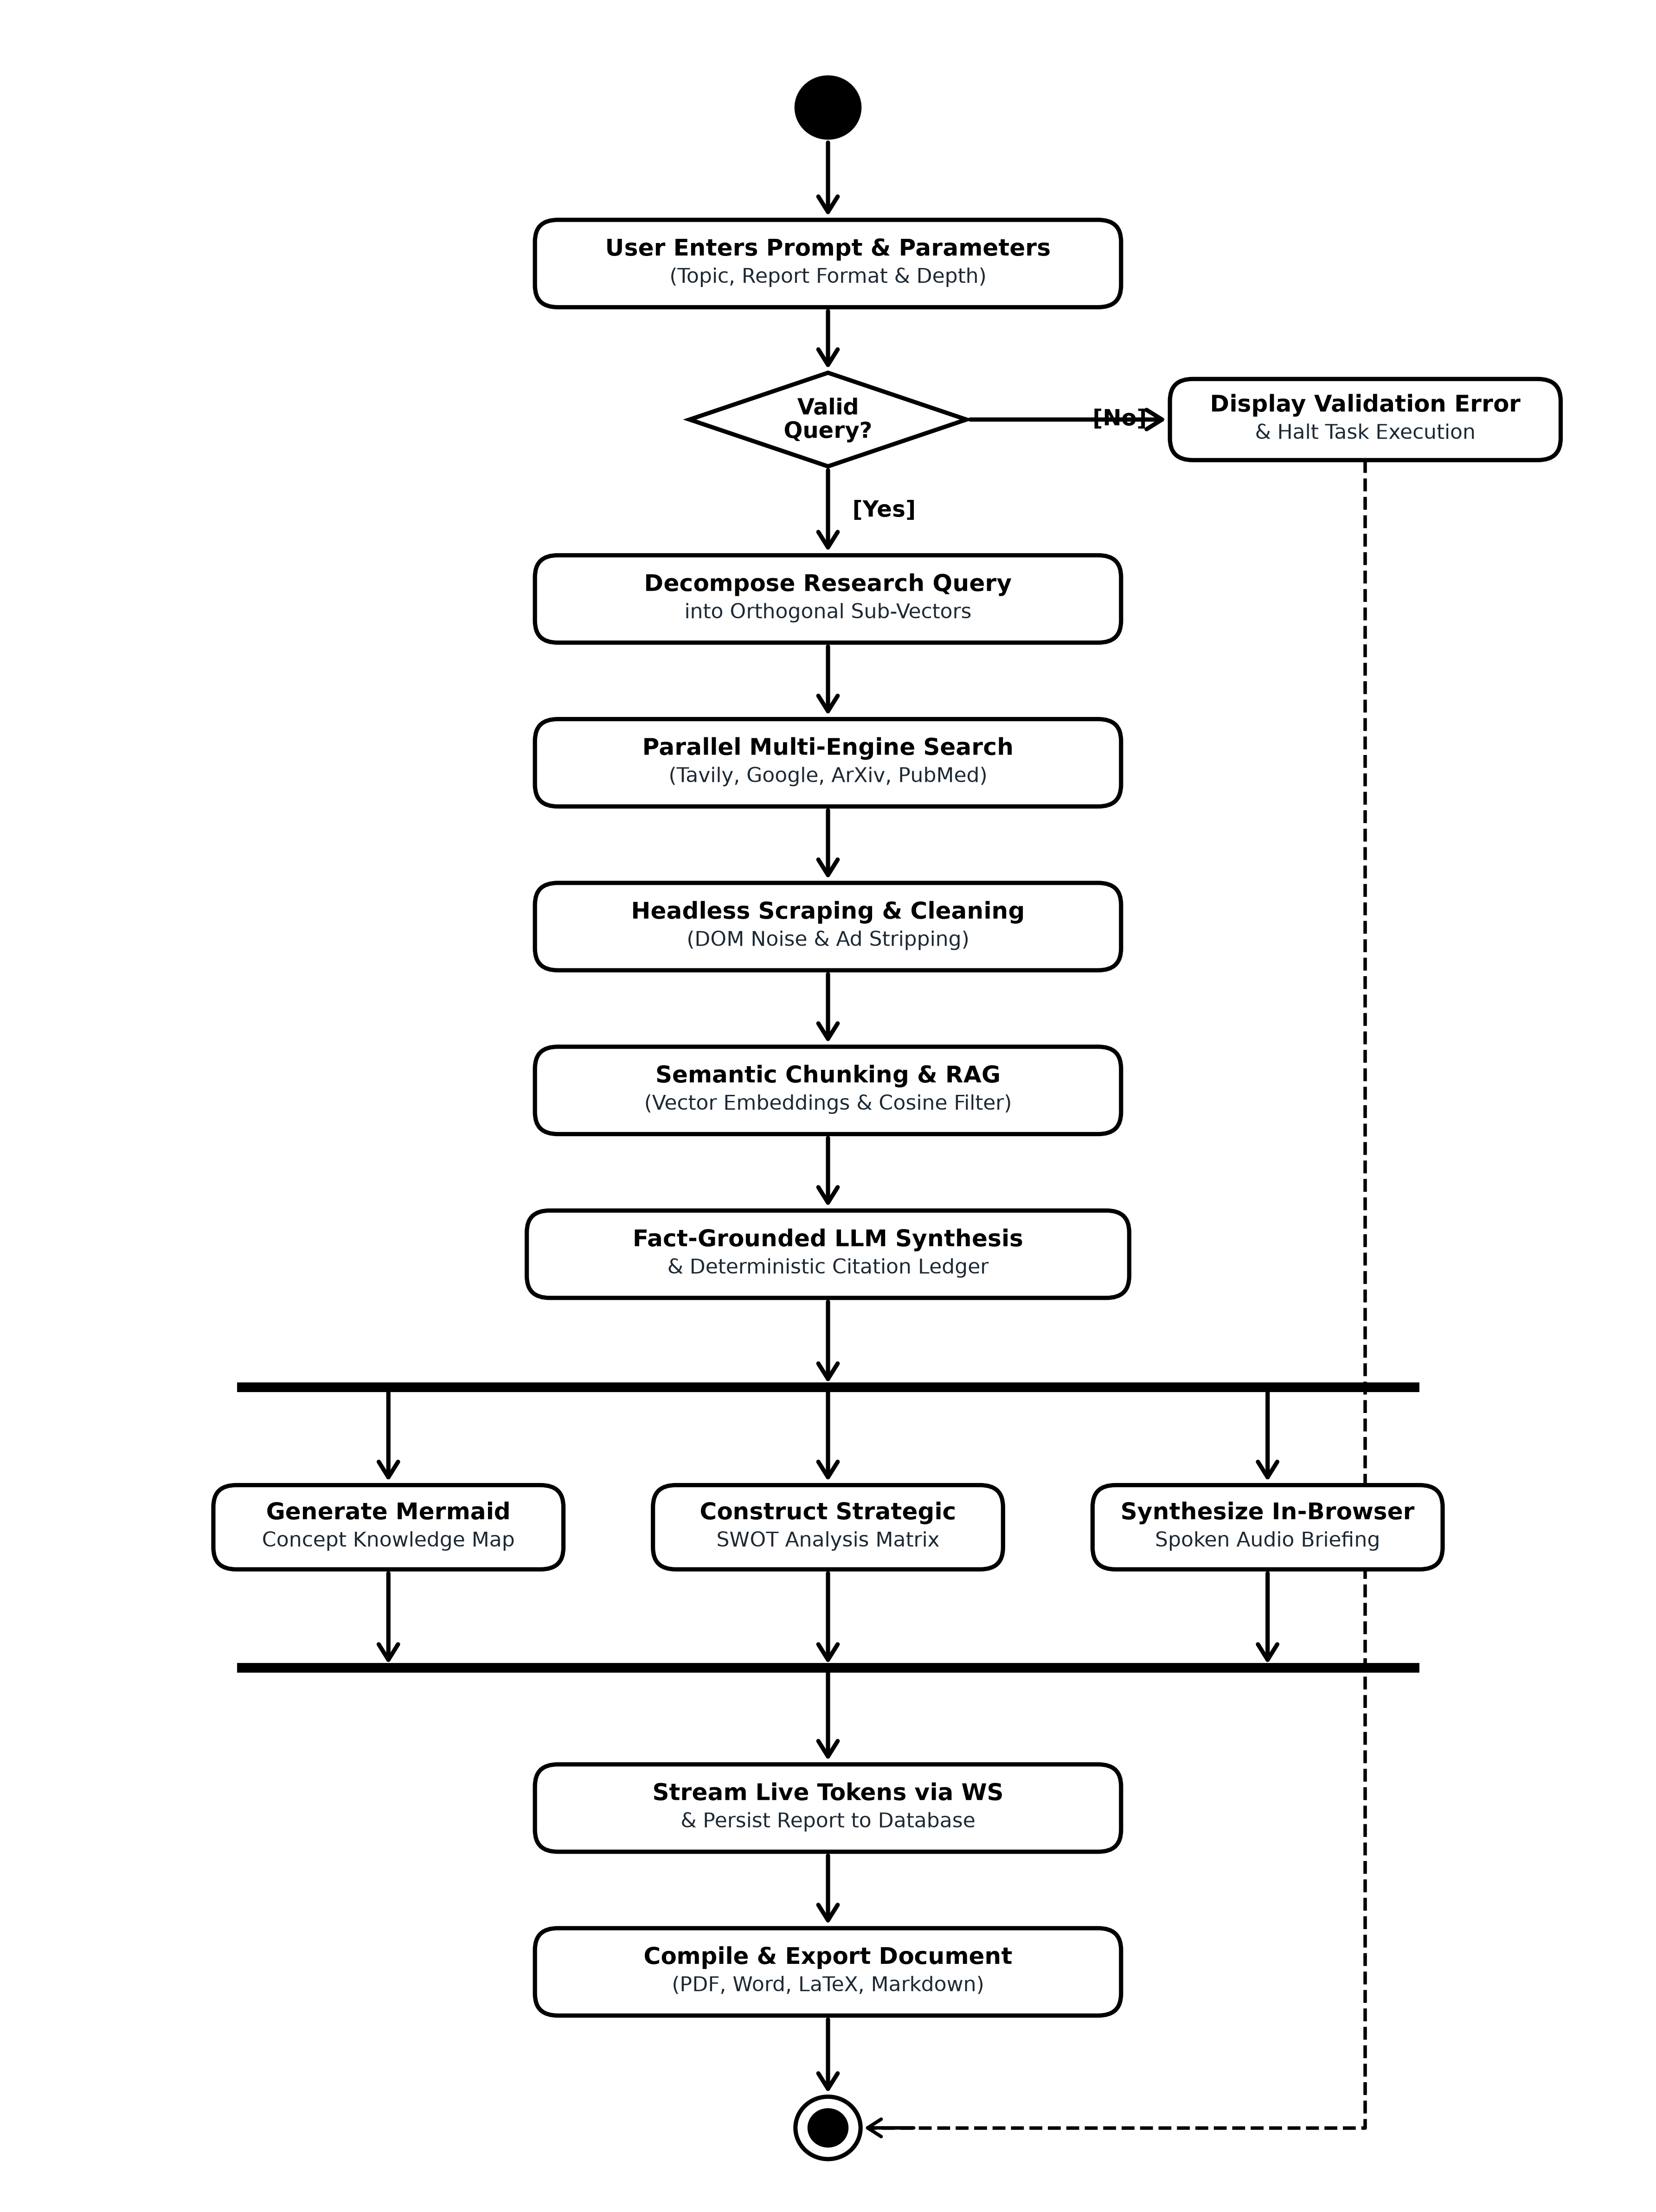 User Enters Prompt & Parameters
(Topic, Report Format & Depth)
Valid
Query?
[No]
Display Validation Error
& Halt Task Execution
[Yes]
Decompose Research Query
into Orthogonal Sub-Vectors
Parallel Multi-Engine Search
(Tavily, Google, ArXiv, PubMed)
Headless Scraping & Cleaning
(DOM Noise & Ad Stripping)
Semantic Chunking & RAG
(Vector Embeddings & Cosine Filter)
Fact-Grounded LLM Synthesis
& Deterministic Citation Ledger
Generate Mermaid
Concept Knowledge Map
Construct Strategic
SWOT Analysis Matrix
Synthesize In-Browser
Spoken Audio Briefing
Stream Live Tokens via WS
& Persist Report to Database
Compile & Export Document
(PDF, Word, LaTeX, Markdown)